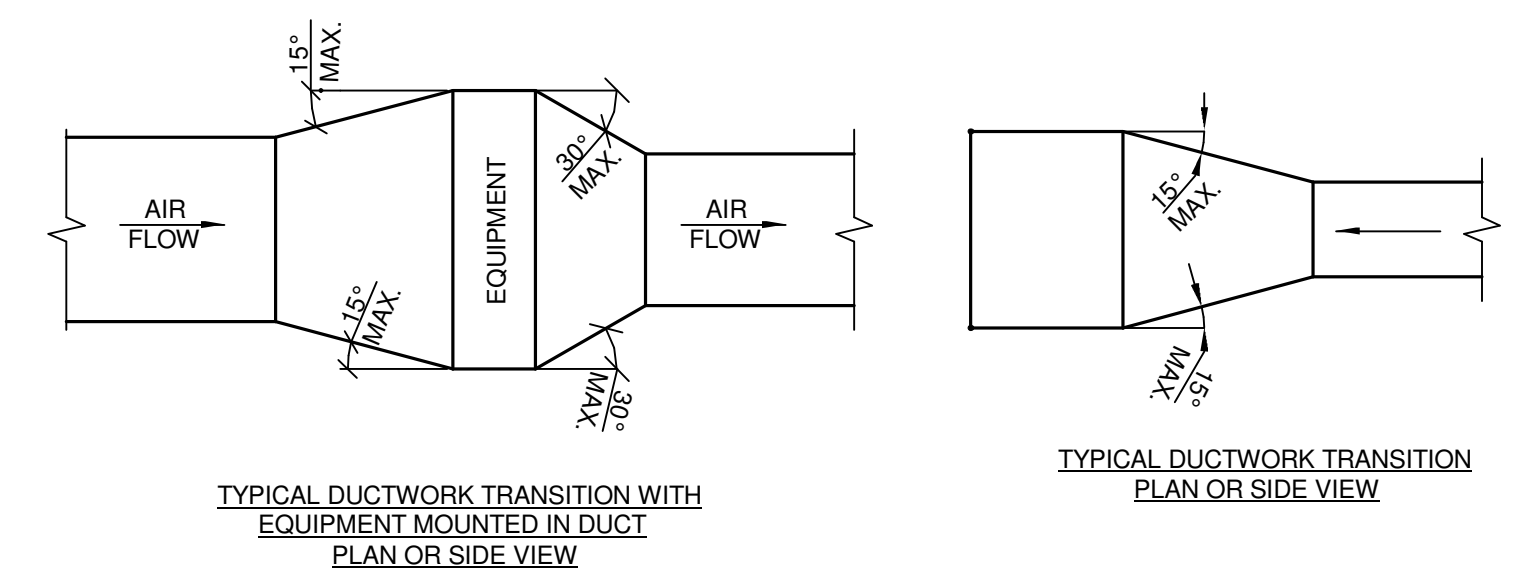 15°
MAX.
AIR
FLOW
15°
MAX.
EQUIPMENT
30°
MAX.
30°
MAX.
AIR
FLOW
TYPICAL DUCTWORK TRANSITION WITH
EQUIPMENT MOUNTED IN DUCT
PLAN OR SIDE VIEW
15°
MAX.
15°
MAX.
TYPICAL DUCTWORK TRANSITION
PLAN OR SIDE VIEW